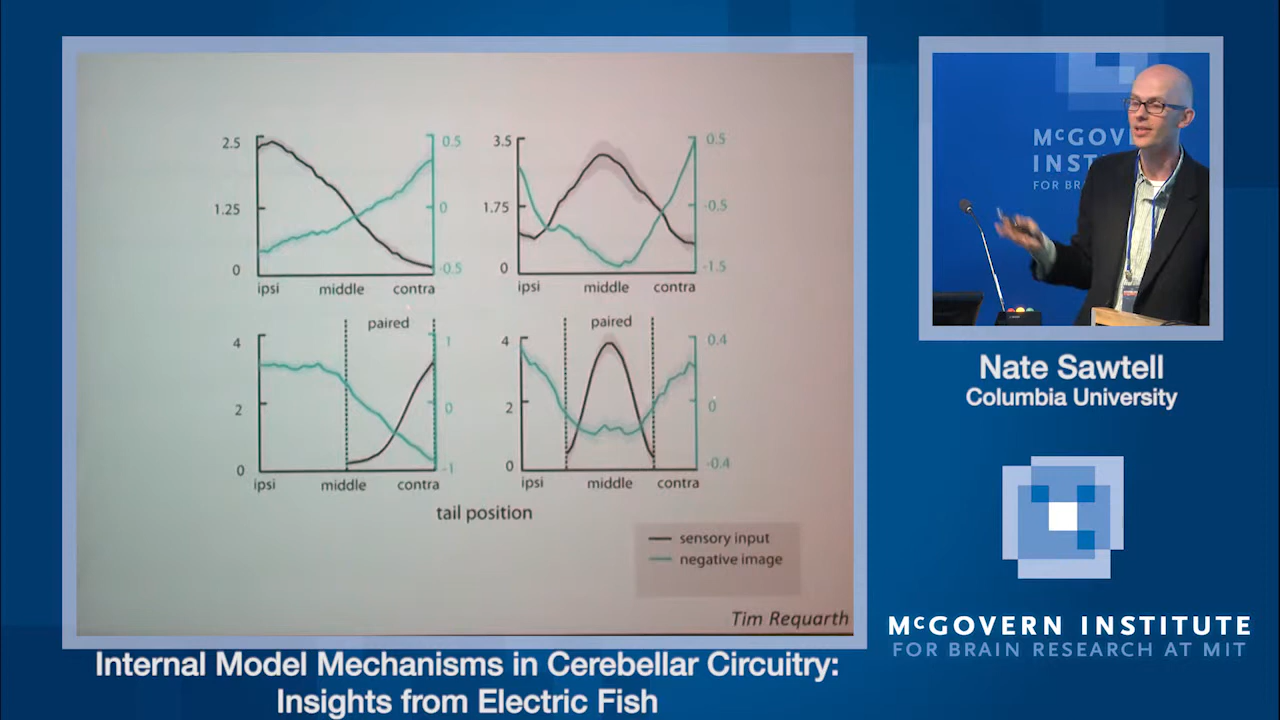 2.5
1.25
0
0.5
0
-0.5
ipsi middle contra
3.5
1.75
0
0.5
-0.5
-1.5
ipsi middle contra
paired
4
2
0
1
0
-1
ipsi middle contra
paired
4
2
0
0.4
0
-0.4
ipsi middle contra
tail position
sensory input
negative image
Tim Requarth
McGOV
INSTI
FOR BR
Nate Sawtell
Columbia University
McGOVERN INSTITUTE
FOR BRAIN RESEARCH AT MIT
Internal Model Mechanisms in Cerebellar Circuitry:
Insights from Electric Fish